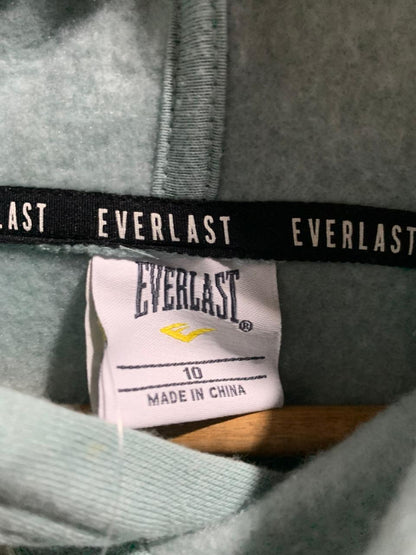 LAST EVERLAST EVERLAST
EVERLAST
®
10
MADE IN CHINA